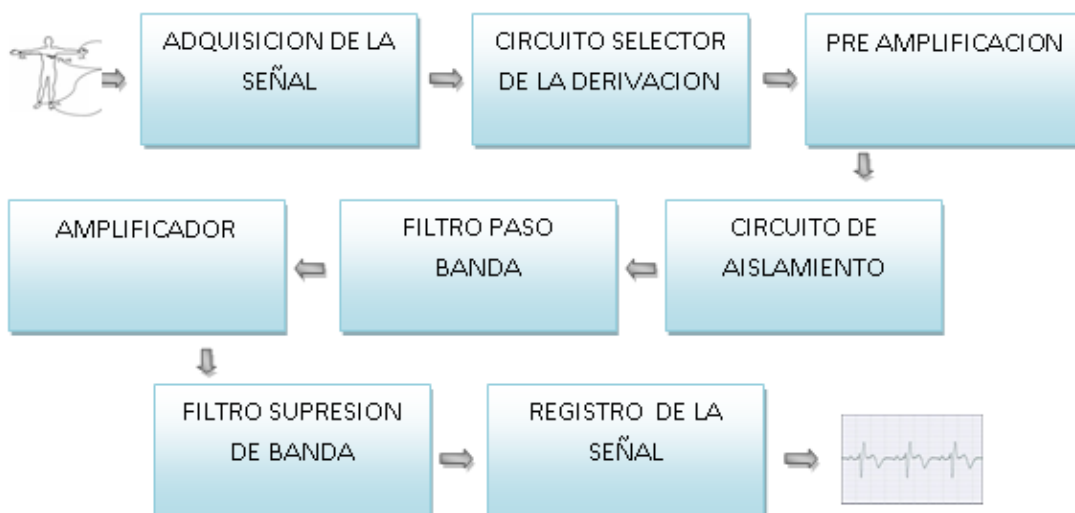 ADQUISICION DE LA
SEÑAL
CIRCUITO SELECTOR
DE LA DERIVACION
PRE AMPLIFICACION
CIRCUITO DE
AISLAMIENTO
FILTRO PASO
BANDA
AMPLIFICADOR
FILTRO SUPRESION
DE BANDA
REGISTRO DE LA
SEÑAL